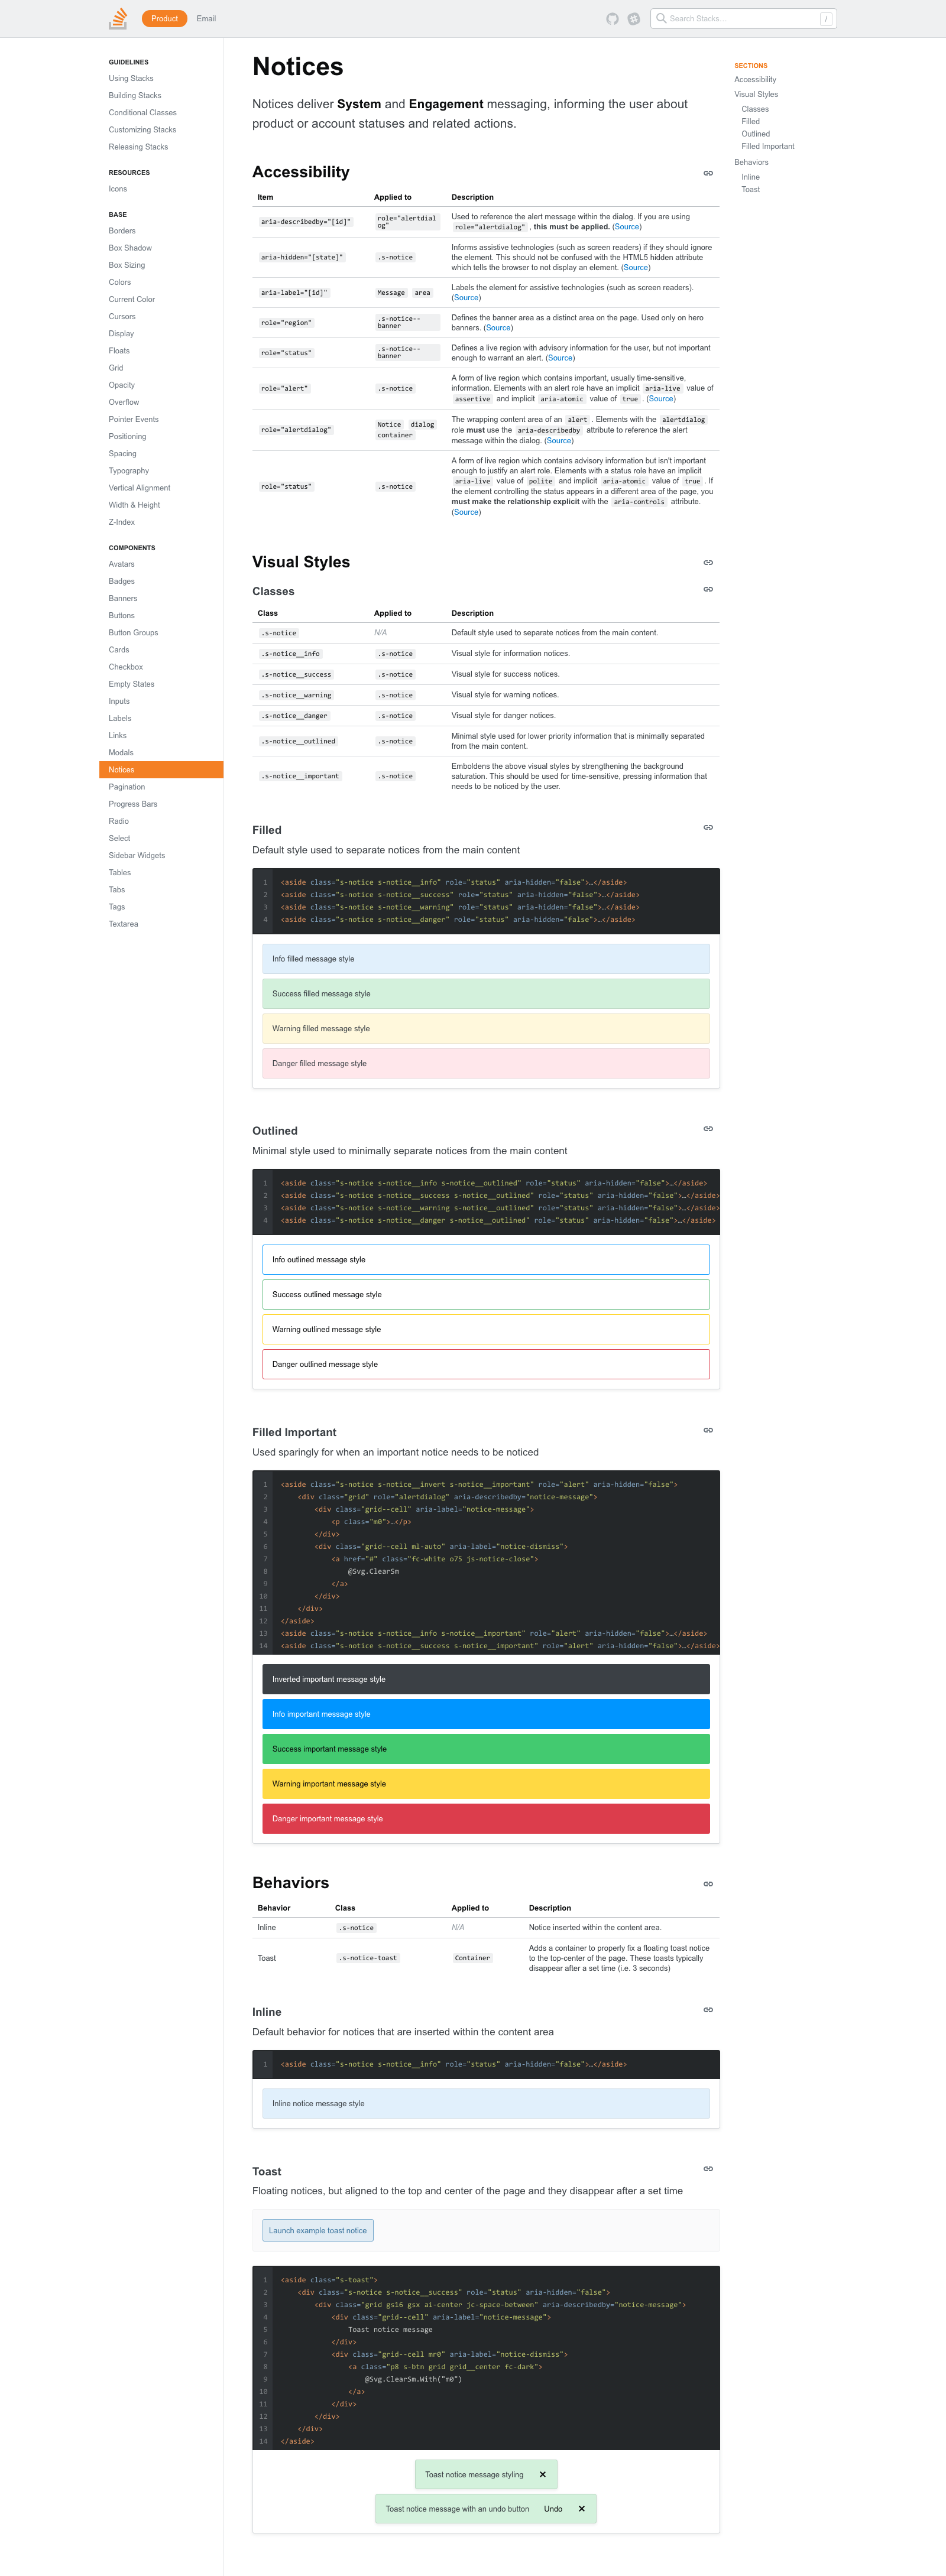 Product
Email
Search Stacks…
/
GUIDELINES
Using Stacks
Building Stacks
Conditional Classes
Customizing Stacks
Releasing Stacks
RESOURCES
Icons
BASE
Borders
Box Shadow
Box Sizing
Colors
Current Color
Cursors
Display
Floats
Grid
Opacity
Overflow
Pointer Events
Positioning
Spacing
Typography
Vertical Alignment
Width & Height
Z-Index
COMPONENTS
Avatars
Badges
Banners
Buttons
Button Groups
Cards
Checkbox
Empty States
Inputs
Labels
Links
Modals
Notices
Pagination
Progress Bars
Radio
Select
Sidebar Widgets
Tables
Tabs
Tags
Textarea
Notices
Notices deliver System and Engagement messaging, informing the user about
product or account statuses and related actions.
Accessibility
Item Applied to Description
aria-describedby="[id]"
role="alertdial
og"
Used to reference the alert message within the dialog. If you are using
role="alertdialog" , this must be applied. (Source)
aria-hidden="[state]"
.s-notice
Informs assistive technologies (such as screen readers) if they should ignore
the element. This should not be confused with the HTML5 hidden attribute
which tells the browser to not display an element. (Source)
aria-label="[id]"
Message area
Labels the element for assistive technologies (such as screen readers).
(Source)
role="region"
.s-notice--
banner
Defines the banner area as a distinct area on the page. Used only on hero
banners. (Source)
role="status"
.s-notice--
banner
Defines a live region with advisory information for the user, but not important
enough to warrant an alert. (Source)
role="alert"
.s-notice
A form of live region which contains important, usually time-sensitive,
information. Elements with an alert role have an implicit aria-live value of
assertive and implicit aria-atomic value of true . (Source)
role="alertdialog"
Notice dialog
container
The wrapping content area of an alert . Elements with the alertdialog
role must use the aria-describedby attribute to reference the alert
message within the dialog. (Source)
role="status"
.s-notice
A form of live region which contains advisory information but isn't important
enough to justify an alert role. Elements with a status role have an implicit
aria-live value of polite and implicit aria-atomic value of true . If
the element controlling the status appears in a different area of the page, you
must make the relationship explicit with the aria-controls attribute.
(Source)
Visual Styles
Classes
Class Applied to Description
.s-notice N/A Default style used to separate notices from the main content.
.s-notice__info .s-notice Visual style for information notices.
.s-notice__success .s-notice Visual style for success notices.
.s-notice__warning .s-notice Visual style for warning notices.
.s-notice__danger .s-notice Visual style for danger notices.
.s-notice__outlined .s-notice
Minimal style used for lower priority information that is minimally separated
from the main content.
.s-notice__important .s-notice
Emboldens the above visual styles by strengthening the background
saturation. This should be used for time-sensitive, pressing information that
needs to be noticed by the user.
Filled
Default style used to separate notices from the main content
1 <aside class="s-notice s-notice__info" role="status" aria-hidden="false">…</aside>
2 <aside class="s-notice s-notice__success" role="status" aria-hidden="false">…</aside>
3 <aside class="s-notice s-notice__warning" role="status" aria-hidden="false">…</aside>
4 <aside class="s-notice s-notice__danger" role="status" aria-hidden="false">…</aside>
Info filled message style
Success filled message style
Warning filled message style
Danger filled message style
Outlined
Minimal style used to minimally separate notices from the main content
1 <aside class="s-notice s-notice__info s-notice__outlined" role="status" aria-hidden="false">…</aside>
2 <aside class="s-notice s-notice__success s-notice__outlined" role="status" aria-hidden="false">…</aside>
3 <aside class="s-notice s-notice__warning s-notice__outlined" role="status" aria-hidden="false">…</aside>
4 <aside class="s-notice s-notice__danger s-notice__outlined" role="status" aria-hidden="false">…</aside>
Info outlined message style
Success outlined message style
Warning outlined message style
Danger outlined message style
Filled Important
Used sparingly for when an important notice needs to be noticed
1 <aside class="s-notice s-notice__invert s-notice__important" role="alert" aria-hidden="false">
2 <div class="grid" role="alertdialog" aria-describedby="notice-message">
3 <div class="grid--cell" aria-label="notice-message">
4 <p class="m0">…</p>
5 </div>
6 <div class="grid--cell ml-auto" aria-label="notice-dismiss">
7 <a href="#" class="fc-white o75 js-notice-close">
8 @Svg.ClearSm
9 </a>
10 </div>
11 </div>
12 </aside>
13 <aside class="s-notice s-notice__info s-notice__important" role="alert" aria-hidden="false">…</aside>
14 <aside class="s-notice s-notice__success s-notice__important" role="alert" aria-hidden="false">…</aside>
Inverted important message style
Info important message style
Success important message style
Warning important message style
Danger important message style
Behaviors
Behavior Class Applied to Description
Inline .s-notice N/A Notice inserted within the content area.
Toast .s-notice-toast Container
Adds a container to properly fix a floating toast notice
to the top-center of the page. These toasts typically
disappear after a set time (i.e. 3 seconds)
Inline
Default behavior for notices that are inserted within the content area
1 <aside class="s-notice s-notice__info" role="status" aria-hidden="false">…</aside>
Inline notice message style
Toast
Floating notices, but aligned to the top and center of the page and they disappear after a set time
Launch example toast notice
1 <aside class="s-toast">
2 <div class="s-notice s-notice__success" role="status" aria-hidden="false">
3 <div class="grid gs16 gsx ai-center jc-space-between" aria-describedby="notice-message">
4 <div class="grid--cell" aria-label="notice-message">
5 Toast notice message
6 </div>
7 <div class="grid--cell mr0" aria-label="notice-dismiss">
8 <a class="p8 s-btn grid grid__center fc-dark">
9 @Svg.ClearSm.With("m0")
10 </a>
11 </div>
12 </div>
13 </div>
14 </aside>
Toast notice message styling
Toast notice message with an undo button Undo
SECTIONS
Accessibility
Visual Styles
Classes
Filled
Outlined
Filled Important
Behaviors
Inline
Toast